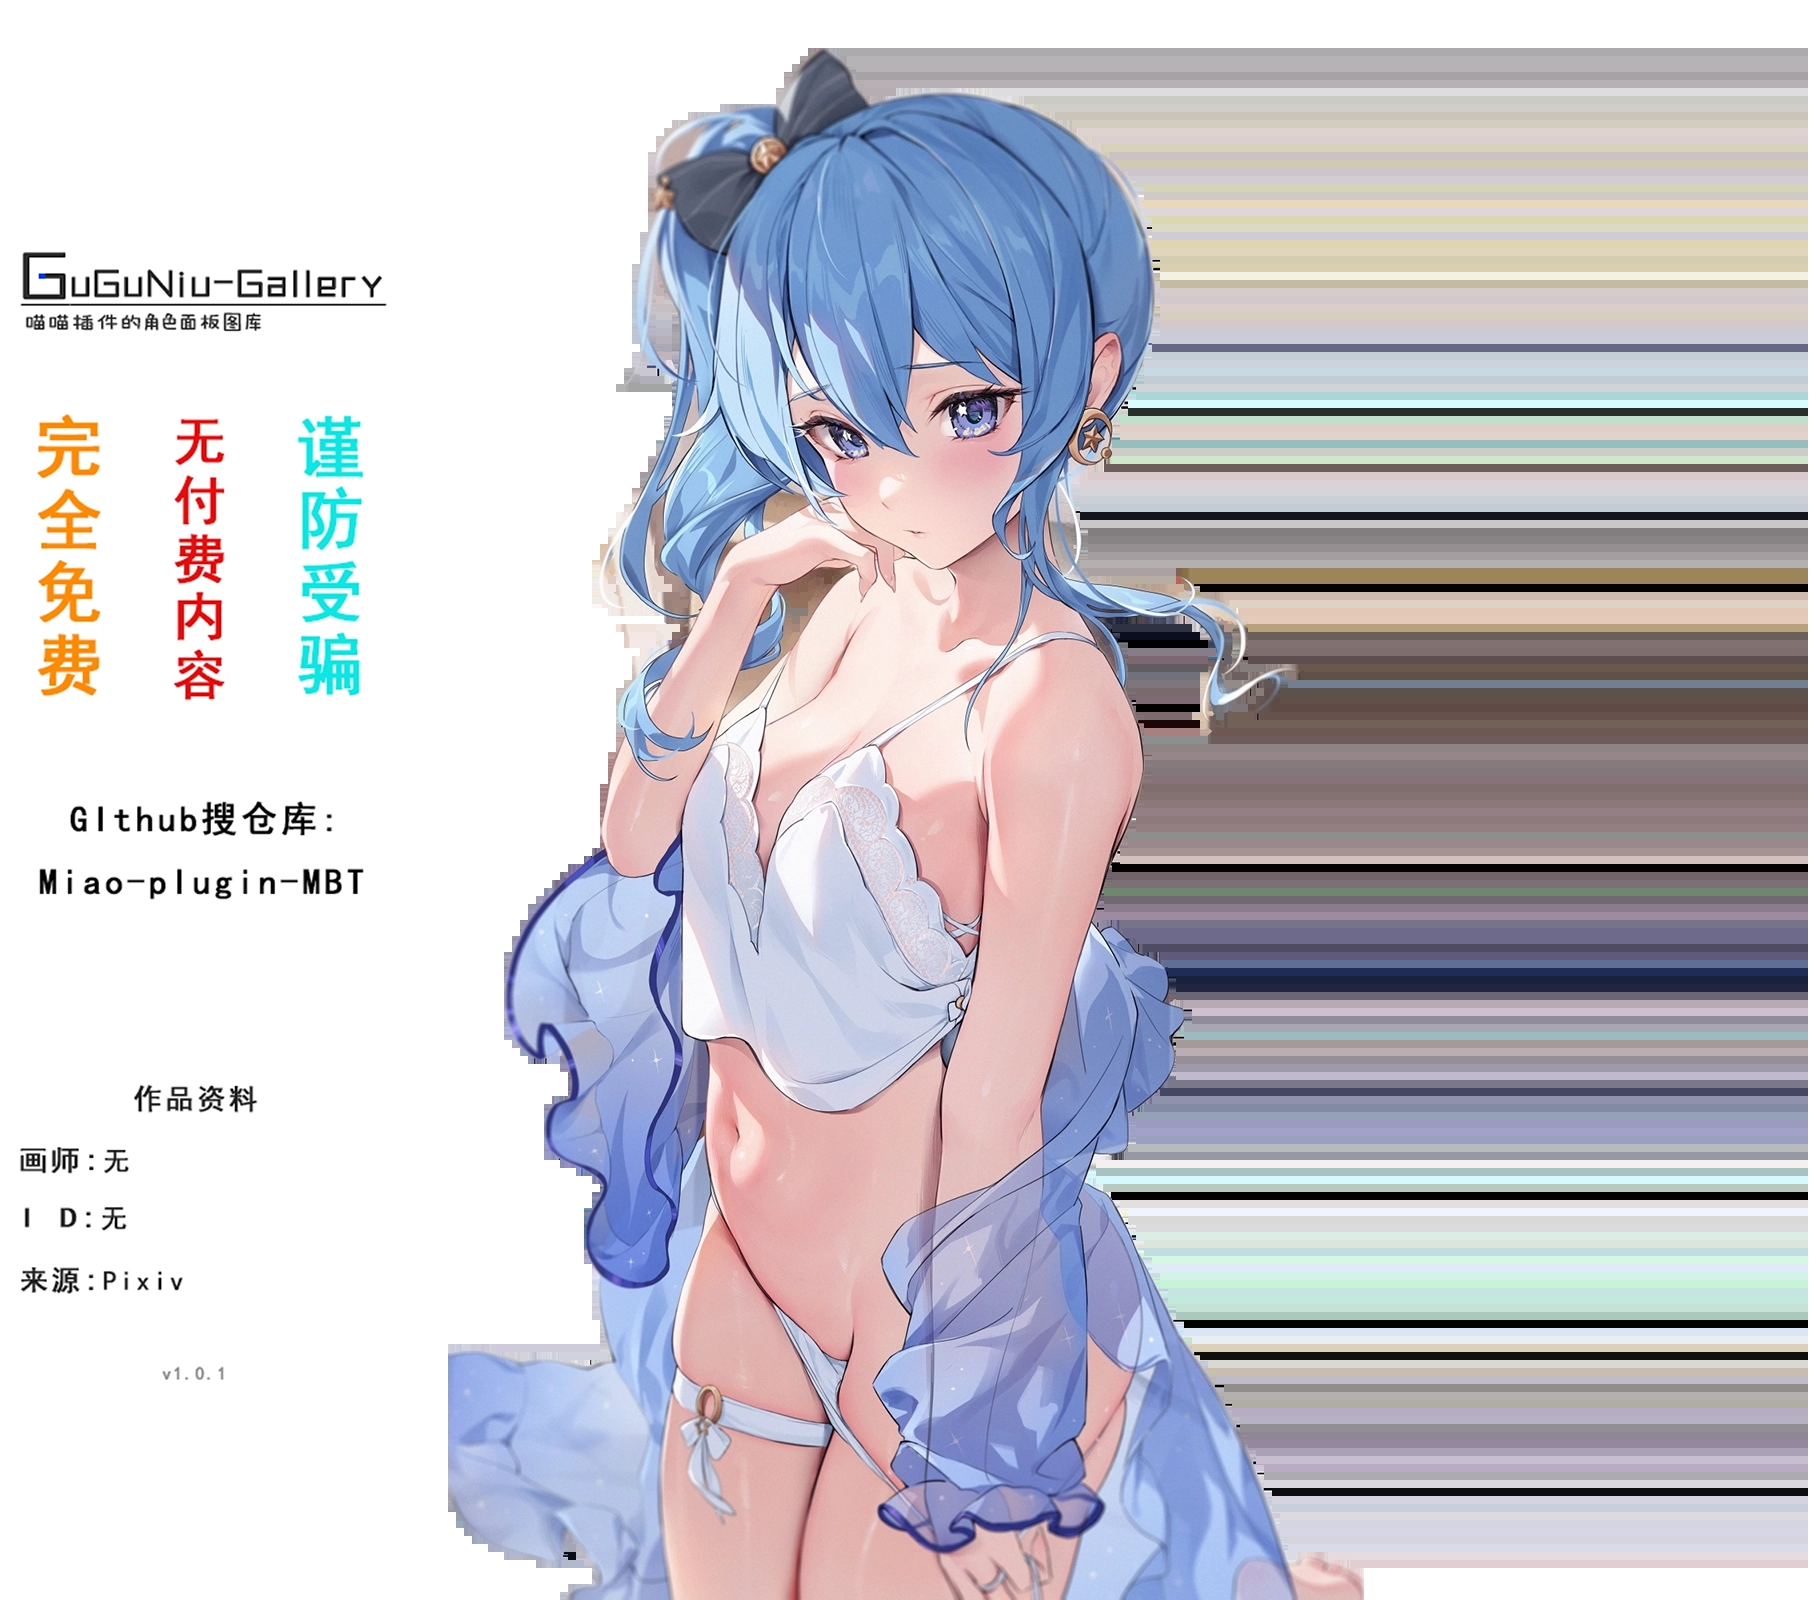 GuGuNiu-Gallery
喵喵插件的角色面板图库
完全免费
无付费内容
谨防受骗
GIthub搜仓库:
Miao-plugin-MBT
作品资料
画师:无
I D:无
来源:Pixiv
v1.0.1